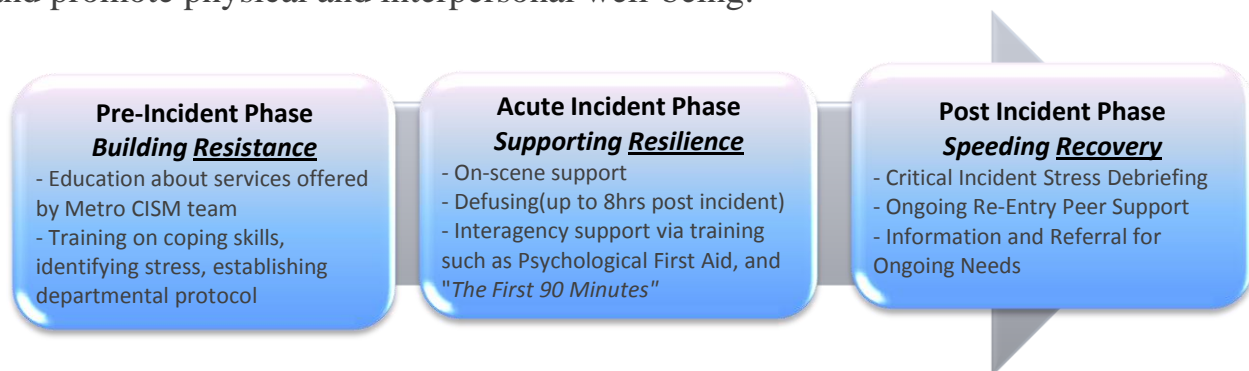 and promote physical and interpersonal well-being.
Pre-Incident Phase
Building Resistance
- Education about services offered
by Metro CISM team
- Training on coping skills,
identifying stress, establishing
departmental protocol
Acute Incident Phase
Supporting Resilience
- On-scene support
- Defusing(up to 8hrs post incident)
- Interagency support via training
such as Psychological First Aid, and
"The First 90 Minutes"
Post Incident Phase
Speeding Recovery
- Critical Incident Stress Debriefing
- Ongoing Re-Entry Peer Support
- Information and Referral for
Ongoing Needs